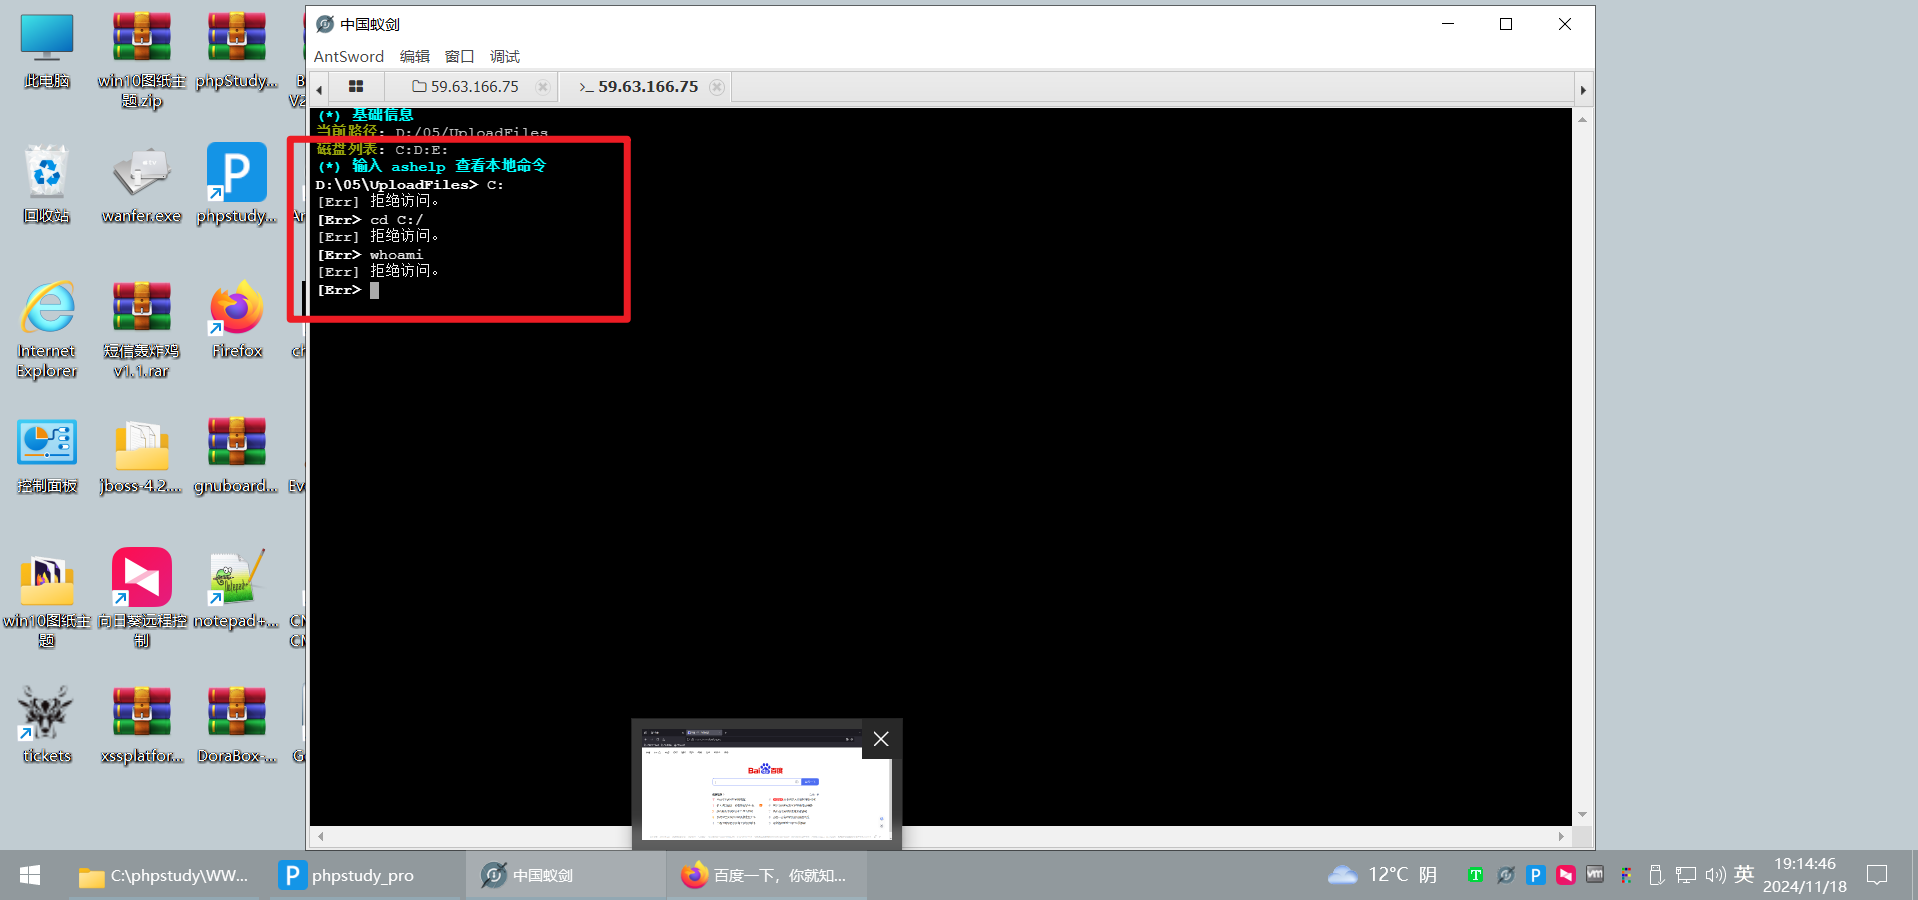 中国蚁剑
AntSword 编辑 窗口 调试
59.63.166.75
>_ 59.63.166.75
(*) 基础信息
当前路径: D:/05/UploadFiles
磁盘列表: C:D:E:
(*) 输入 ashelp 查看本地命令
D:\05\UploadFiles> C:
[Err] 拒绝访问。
[Err> cd C:/
[Err] 拒绝访问。
[Err> whoami
[Err] 拒绝访问。
[Err>
此电脑
win10图纸主
题.zip
phpStudy...
回收站
wanfer.exe
phpstudy...
Internet
Explorer
短信轰炸鸡
v1.1.rar
Firefox
控制面板
jboss-4.2....
gnuboard...
win10图纸主
题
向日葵远程控
制
notepad+...
tickets
xssplatfor...
DoraBox-...
Bai百度
C:\phpstudy\WW...
phpstudy_pro
中国蚁剑
百度一下，你就知...
12°C 阴
英
19:14:46
2024/11/18